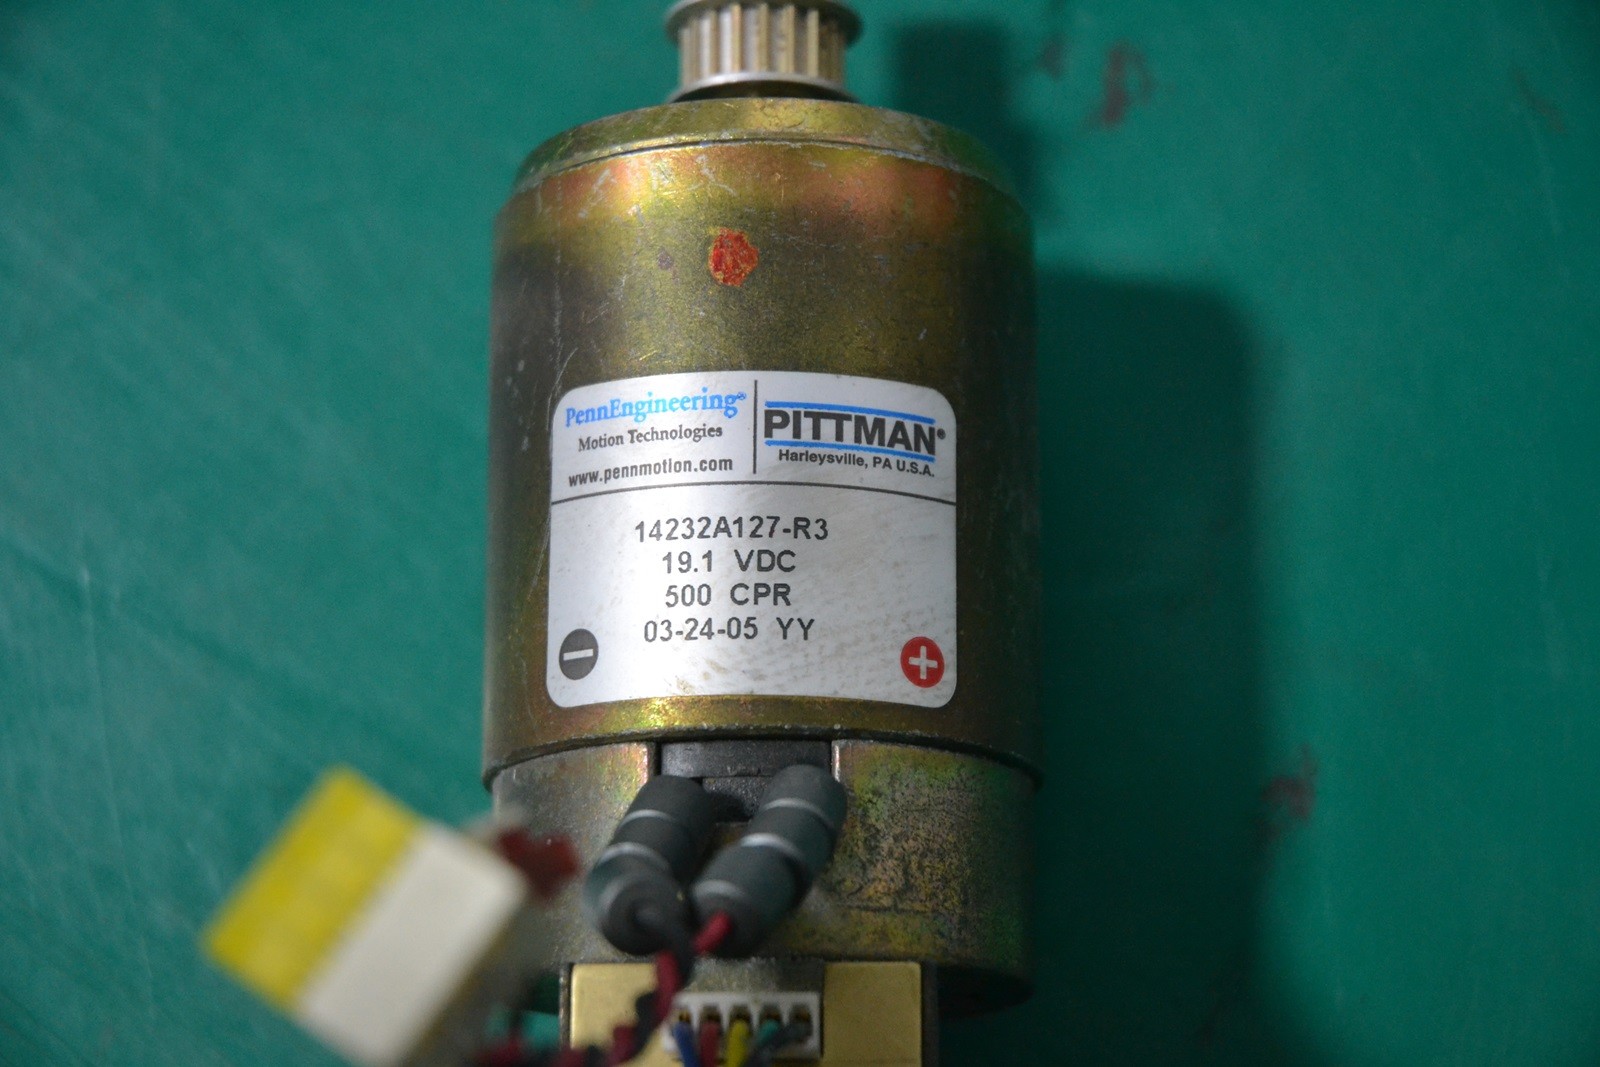 PennEngineering®
Motion Technologies
www.pennmotion.com
PITTMAN®
Harleysville, PA U.S.A.
14232A127-R3
19.1 VDC
500 CPR
03-24-05 YY